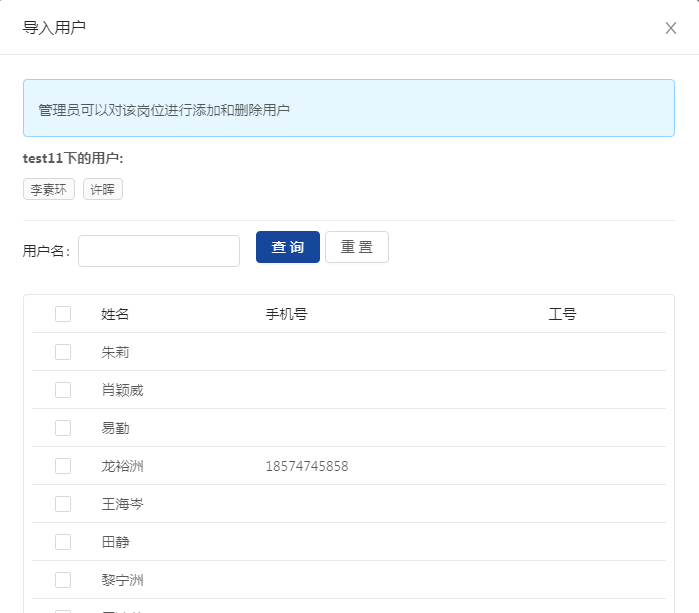 导入用户
管理员可以对该岗位进行添加和删除用户
test11下的用户:
李素环 许晖
用户名: 查 询 重 置
姓名 手机号 工号
朱莉
肖颖威
易勤
龙裕洲 18574745858
王海岑
田静
黎宁洲